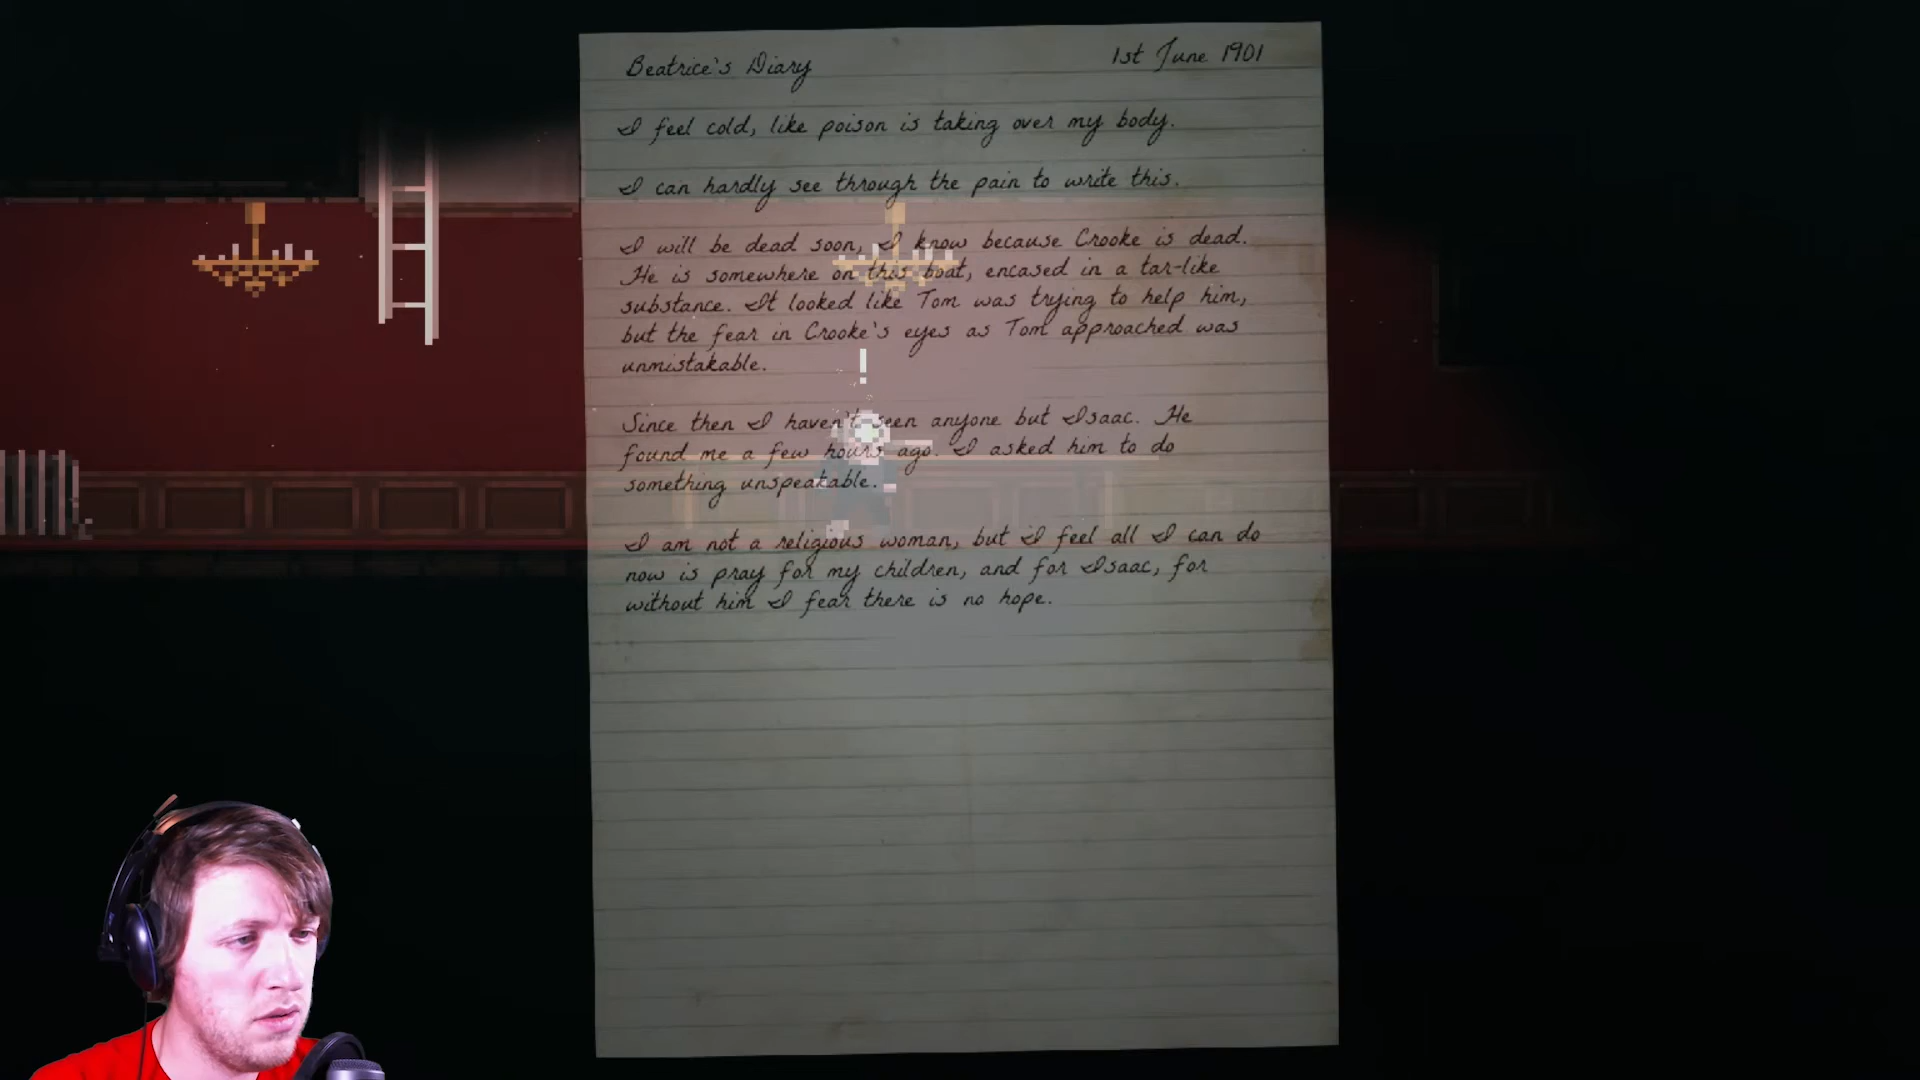 Beatrice's Diary 1st June 1901
I feel cold, like poison is taking over my body.
I can hardly see through the pain to write this.
I will be dead soon, I know because Crooke is dead.
He is somewhere on this boat, encased in a tar-like
substance. It looked like Tom was trying to help him,
but the fear in Crooke's eyes as Tom approached was
unmistakable.
!
Since then I haven't seen anyone but Isaac. He
found me a few hours ago. I asked him to do
something unspeakable.
I am not a religious woman, but I feel all I can do
now is pray for my children, and for Isaac, for
without him I fear there is no hope.